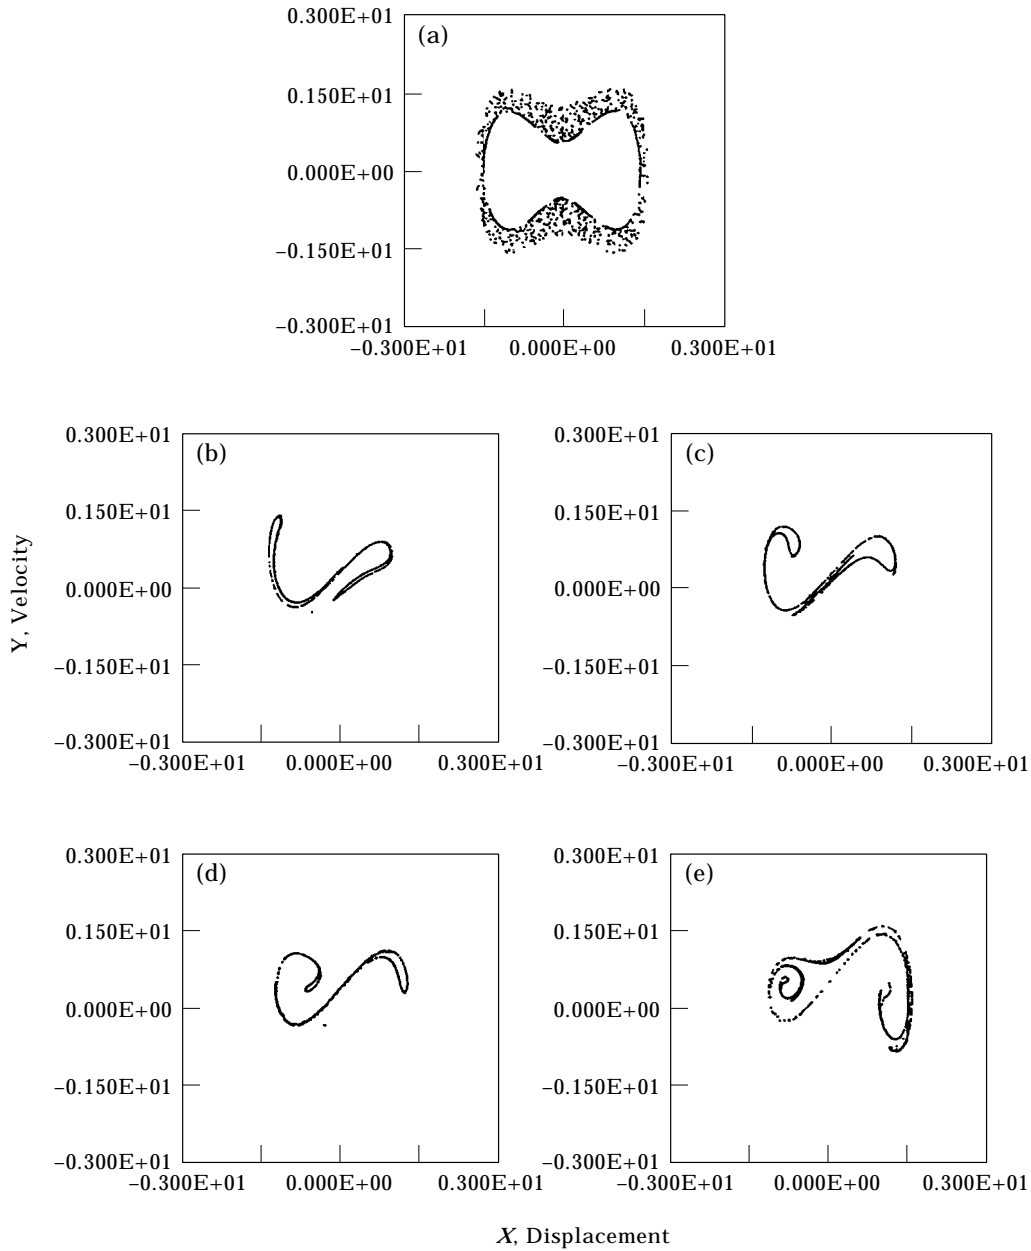 0.300E+01
(a)
0.150E+01
0.000E+00
−0.150E+01
−0.300E+01
−0.300E+01 0.000E+00 0.300E+01
0.300E+01 0.300E+01
(b) (c)
0.150E+01 0.150E+01
0.000E+00 0.000E+00
−0.150E+01 −0.150E+01
−0.300E+01 −0.300E+01
−0.300E+01 0.000E+00 0.300E+01 −0.300E+01 0.000E+00 0.300E+01
Y, Velocity
0.300E+01 0.300E+01
(d) (e)
0.150E+01 0.150E+01
0.000E+00 0.000E+00
−0.150E+01 −0.150E+01
−0.300E+01 −0.300E+01
−0.300E+01 0.000E+00 0.300E+01 −0.300E+01 0.000E+00 0.300E+01
X, Displacement